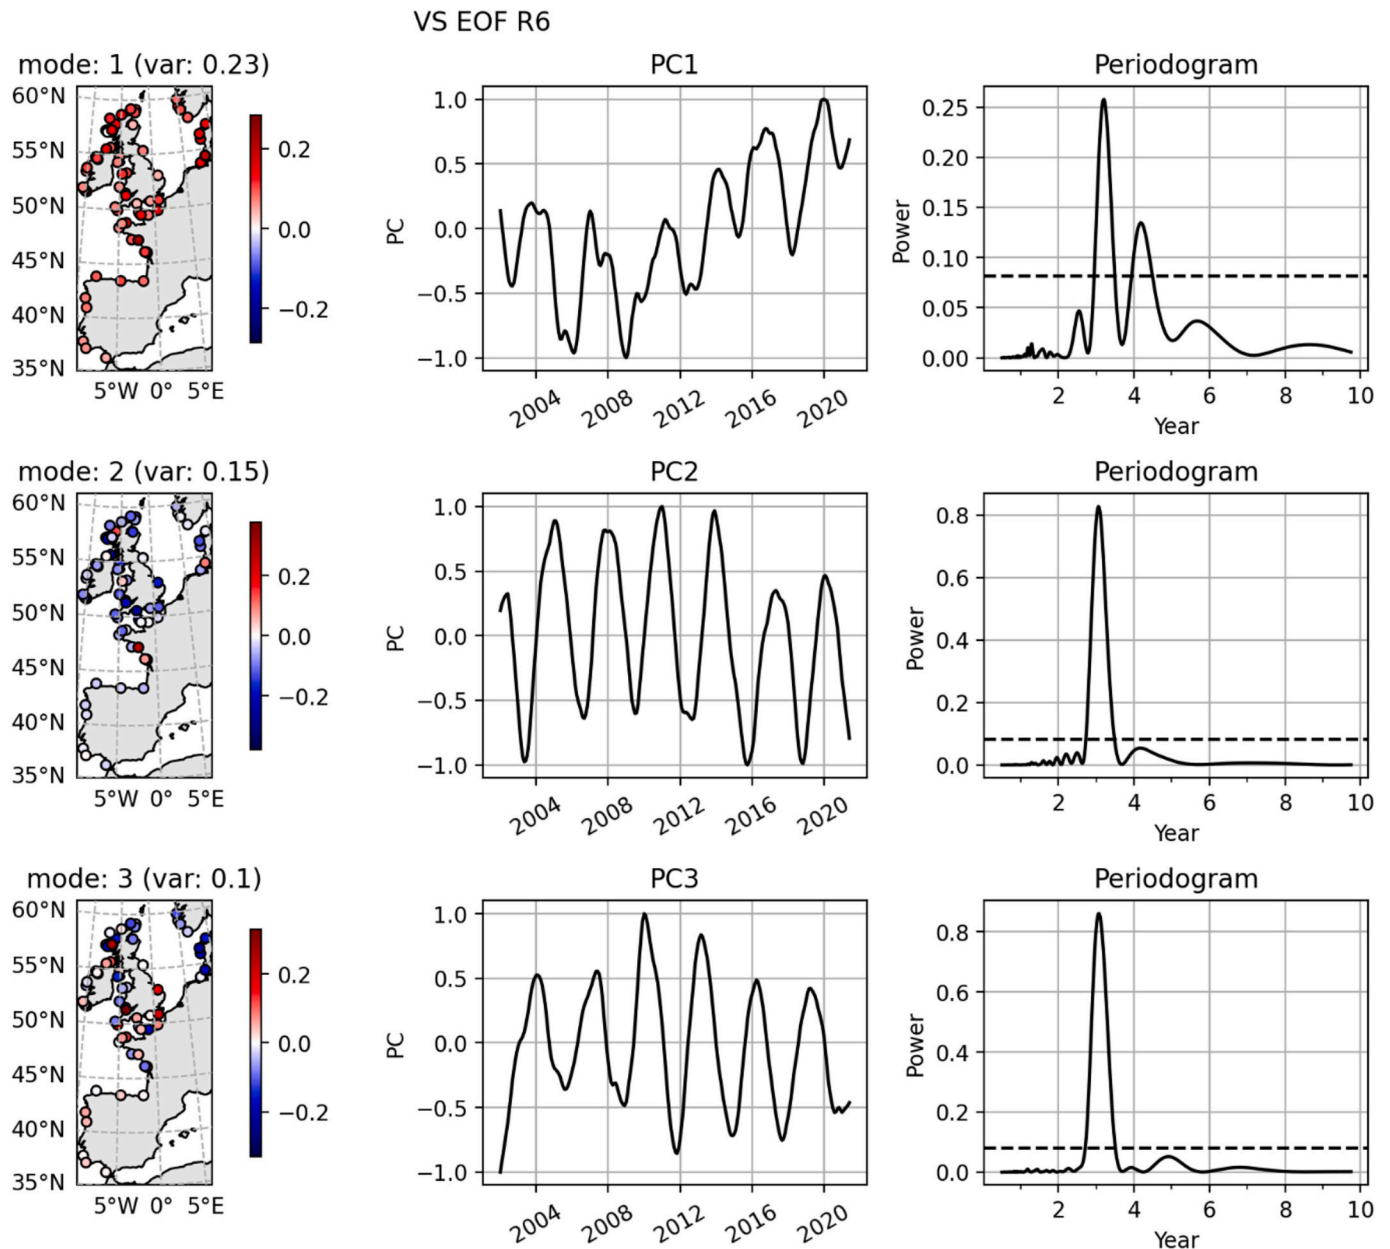 VS EOF R6
mode: 1 (var: 0.23)
60°N
55°N
50°N
45°N
40°N
35°N
5°W 0° 5°E
0.2
0.0
−0.2
PC1
PC
1.0
0.5
0.0
−0.5
−1.0
2004 2008 2012 2016 2020
Periodogram
Power
0.25
0.20
0.15
0.10
0.05
0.00
2 4 6 8 10
Year
mode: 2 (var: 0.15)
60°N
55°N
50°N
45°N
40°N
35°N
5°W 0° 5°E
0.2
0.0
−0.2
PC2
PC
1.0
0.5
0.0
−0.5
−1.0
2004 2008 2012 2016 2020
Periodogram
Power
0.8
0.6
0.4
0.2
0.0
2 4 6 8 10
Year
mode: 3 (var: 0.1)
60°N
55°N
50°N
45°N
40°N
35°N
5°W 0° 5°E
0.2
0.0
−0.2
PC3
PC
1.0
0.5
0.0
−0.5
−1.0
2004 2008 2012 2016 2020
Periodogram
Power
0.8
0.6
0.4
0.2
0.0
2 4 6 8 10
Year